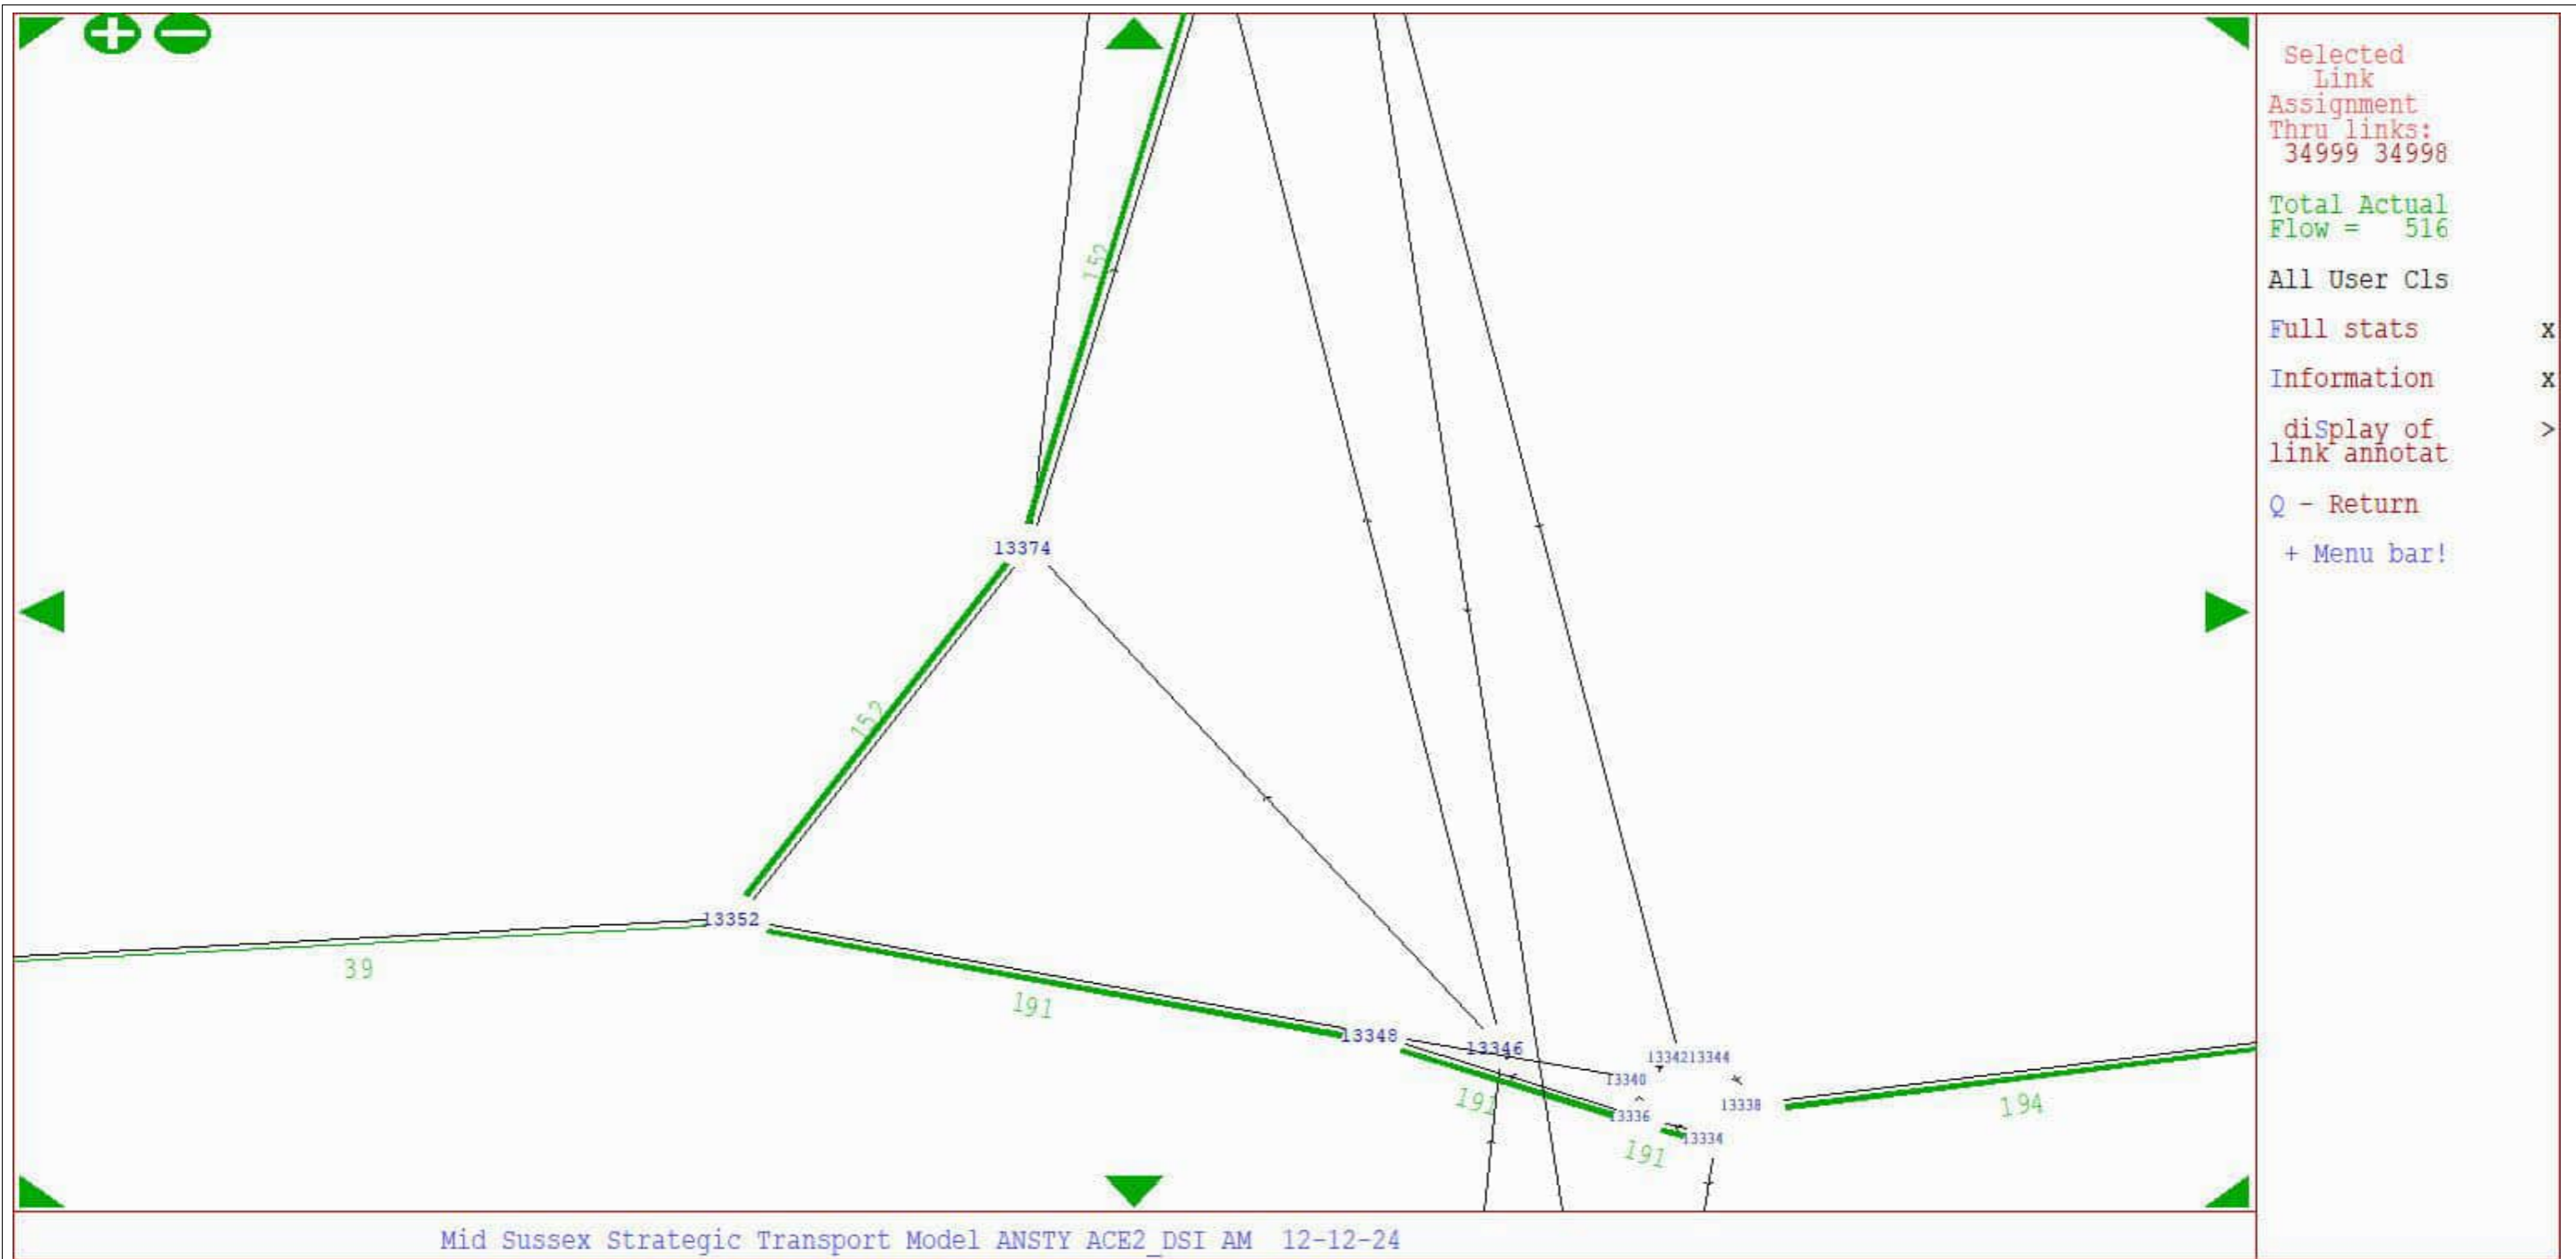 Selected
Link
Assignment
Thru links:
34999 34998
Total Actual
Flow = 516
All User Cls
Full stats x
Information x
diSplay of >
link annotat
Q - Return
+ Menu bar!
152
13374
152
13352
39
191
13348
13346
13342 13344
13340
13338
194
191
13336
13334
191
Mid Sussex Strategic Transport Model ANSTY ACE2_DSI AM 12-12-24